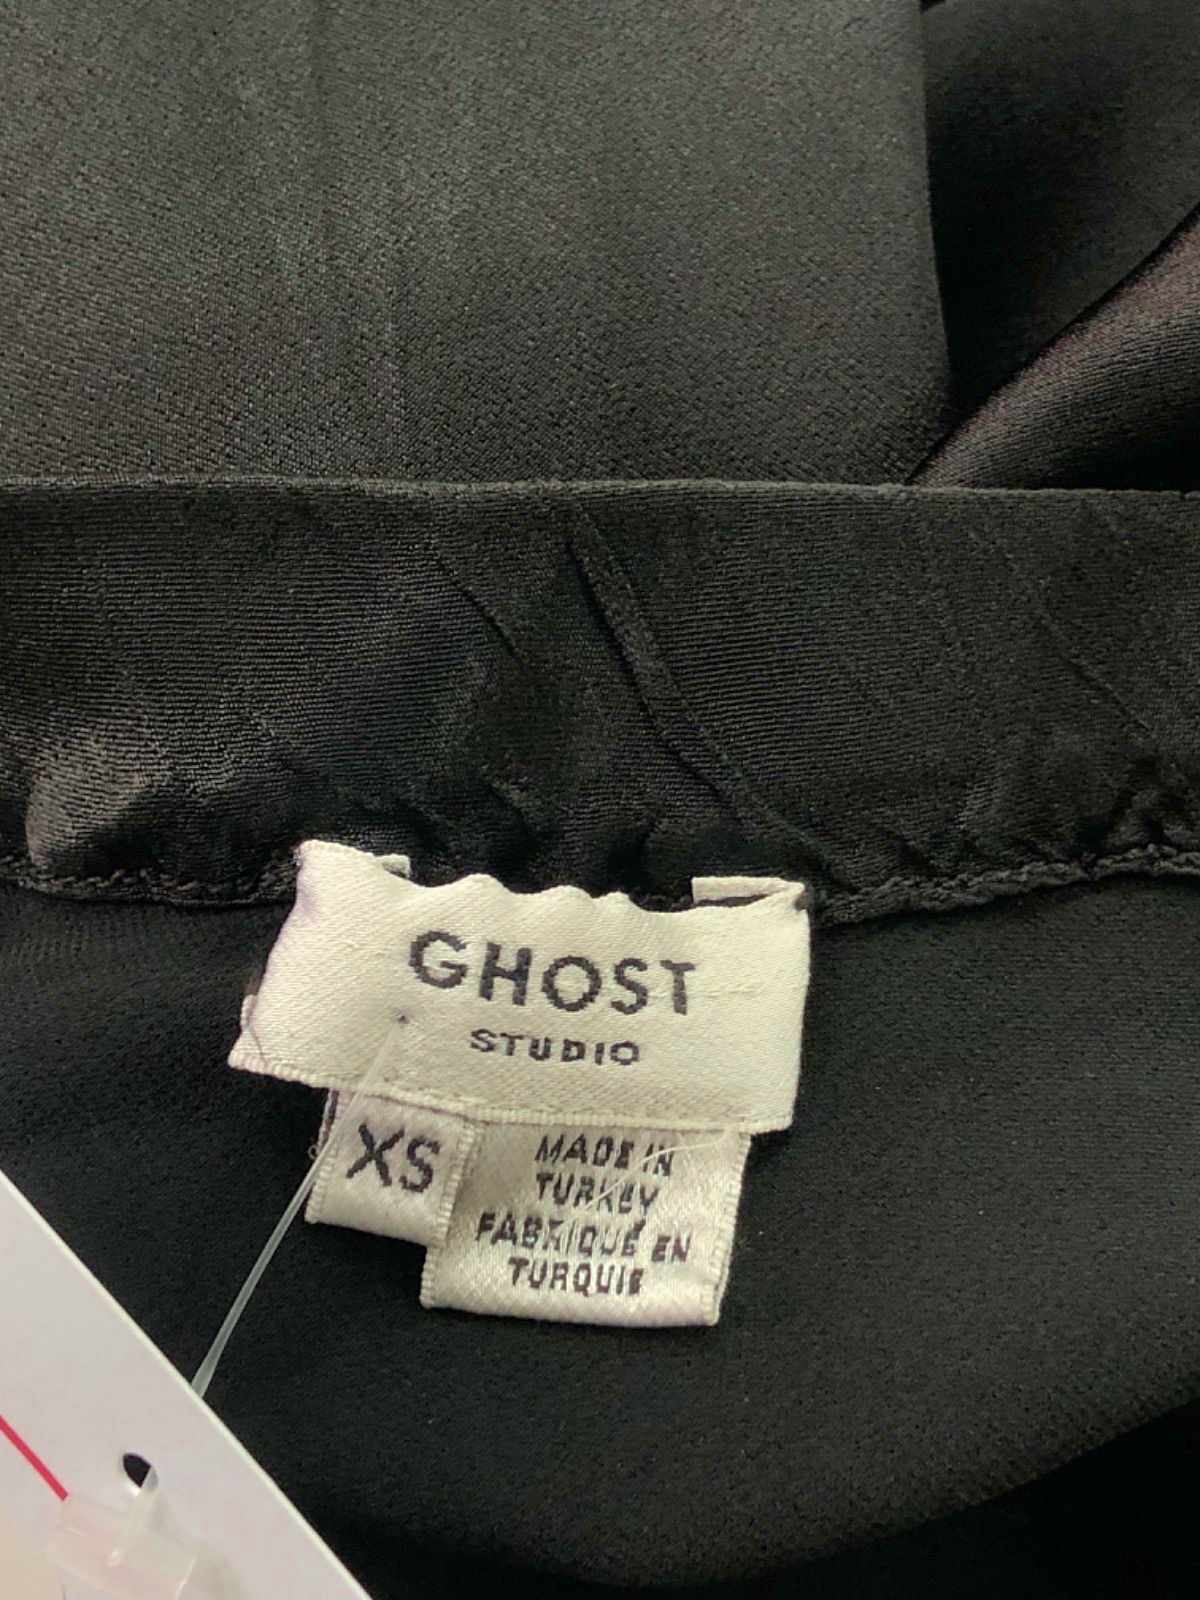 GHOST
STUDIO
XS
MADE IN
TURKEY
FABRIQUÉ EN
TURQUIE